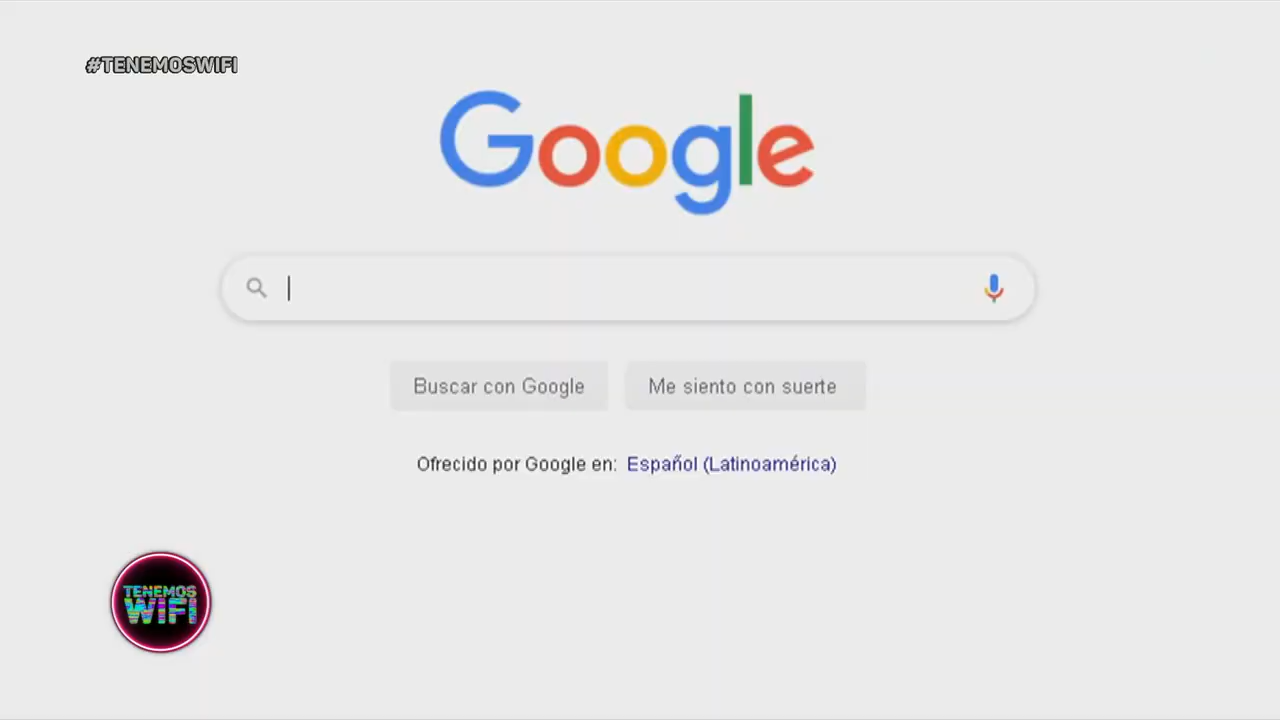 #TENEMOSWIFI
Google
Buscar con Google
Me siento con suerte
Ofrecido por Google en: Español (Latinoamérica)
TENEMOS
WIFI